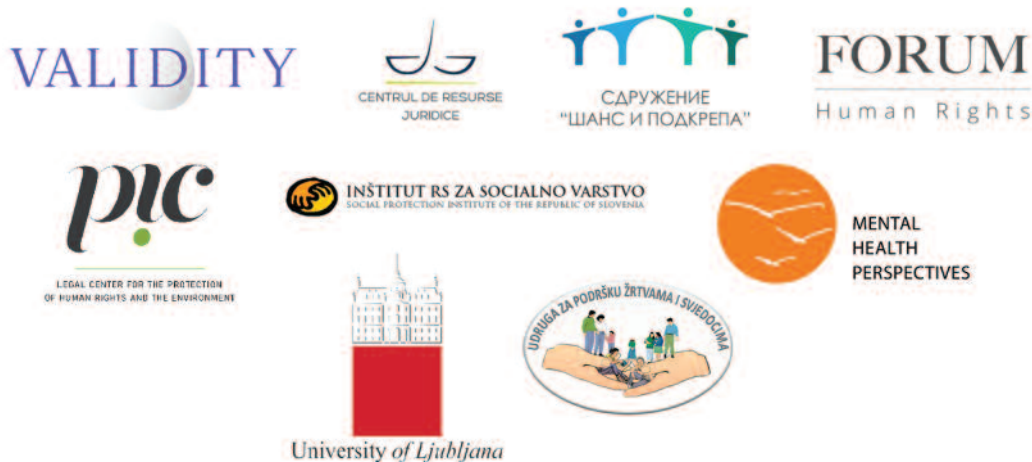 VALIDITY
CENTRUL DE RESURSE
JURIDICE
СДРУЖЕНИЕ
"ШАНС И ПОДКРЕПА"
FORUM
Human Rights
pic
LEGAL CENTER FOR THE PROTECTION
OF HUMAN RIGHTS AND THE ENVIRONMENT
INŠTITUT RS ZA SOCIALNO VARSTVO
SOCIAL PROTECTION INSTITUTE OF THE REPUBLIC OF SLOVENIA
MENTAL
HEALTH
PERSPECTIVES
University of Ljubljana
UDRUGA ZA PODRŠKU ŽRTVAMA I SVJEDOCIMA